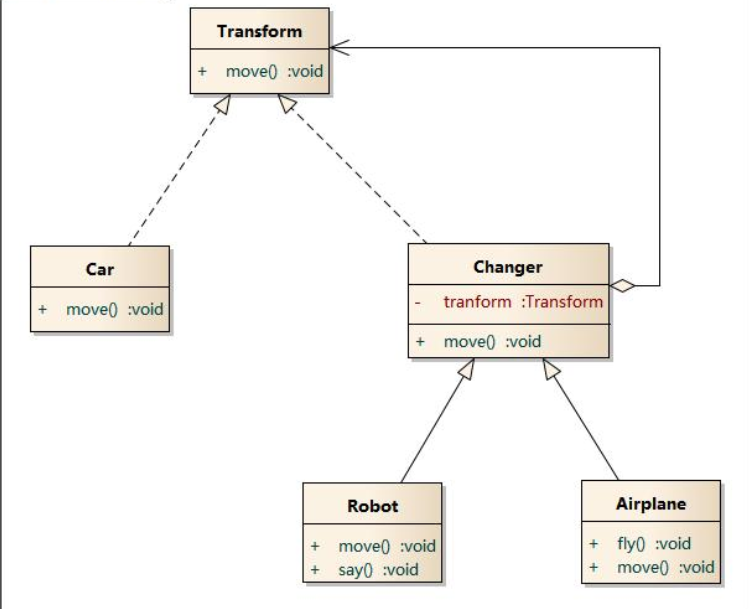 Transform
+ move() :void
Car
+ move() :void
Changer
- tranform :Transform
+ move() :void
Robot
+ move() :void
+ say() :void
Airplane
+ fly() :void
+ move() :void